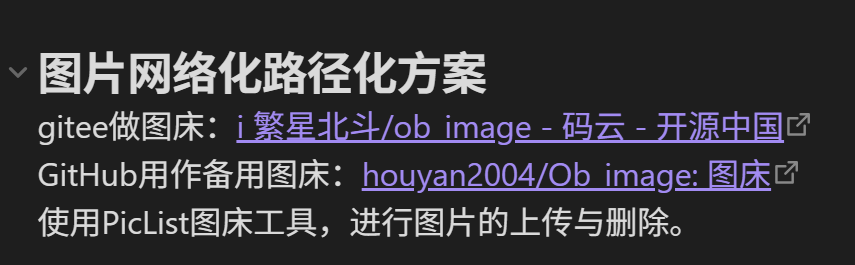 图片网络化路径化方案
gitee做图床：i 繁星北斗/ob_image - 码云 - 开源中国
GitHub用作备用图床：houyan2004/Ob_image: 图床
使用PicList图床工具，进行图片的上传与删除。